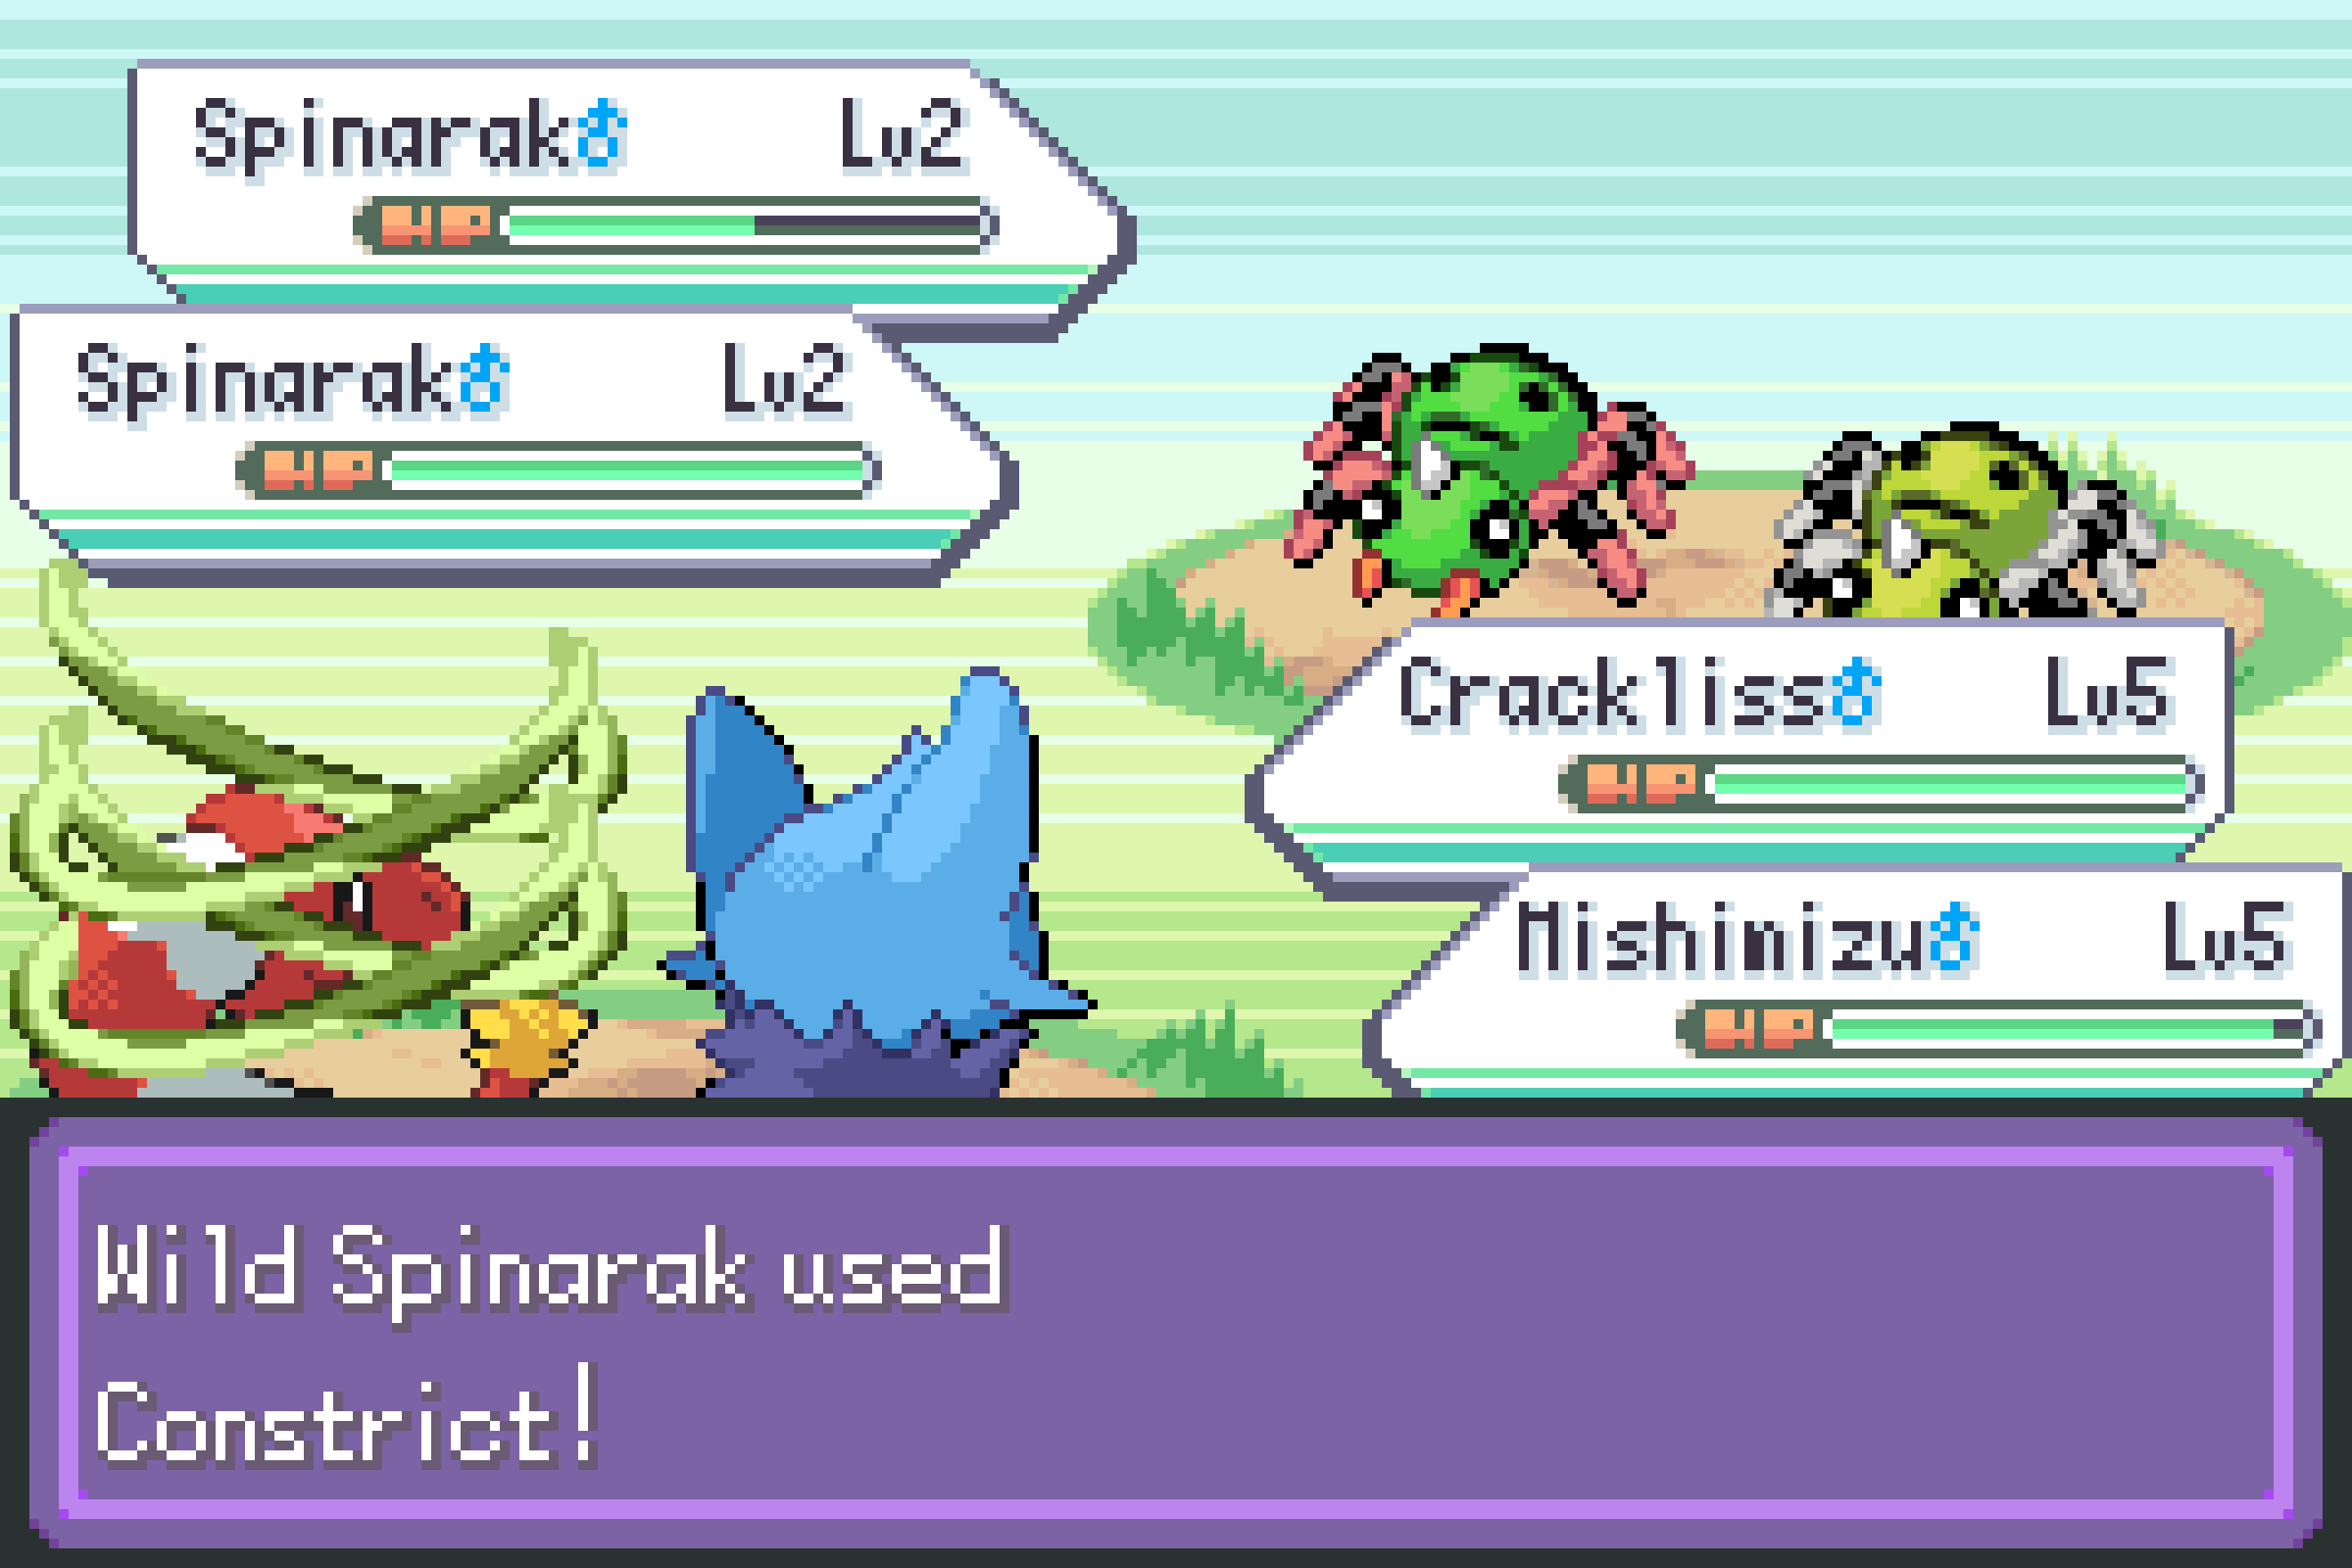 Spinarak♂ Lv2
HP
Spinarak♂ Lv2
HP
Crackliss♂ Lv5
HP
Mishimizu♂ Lv5
HP
Wild Spinarak used
Constrict!